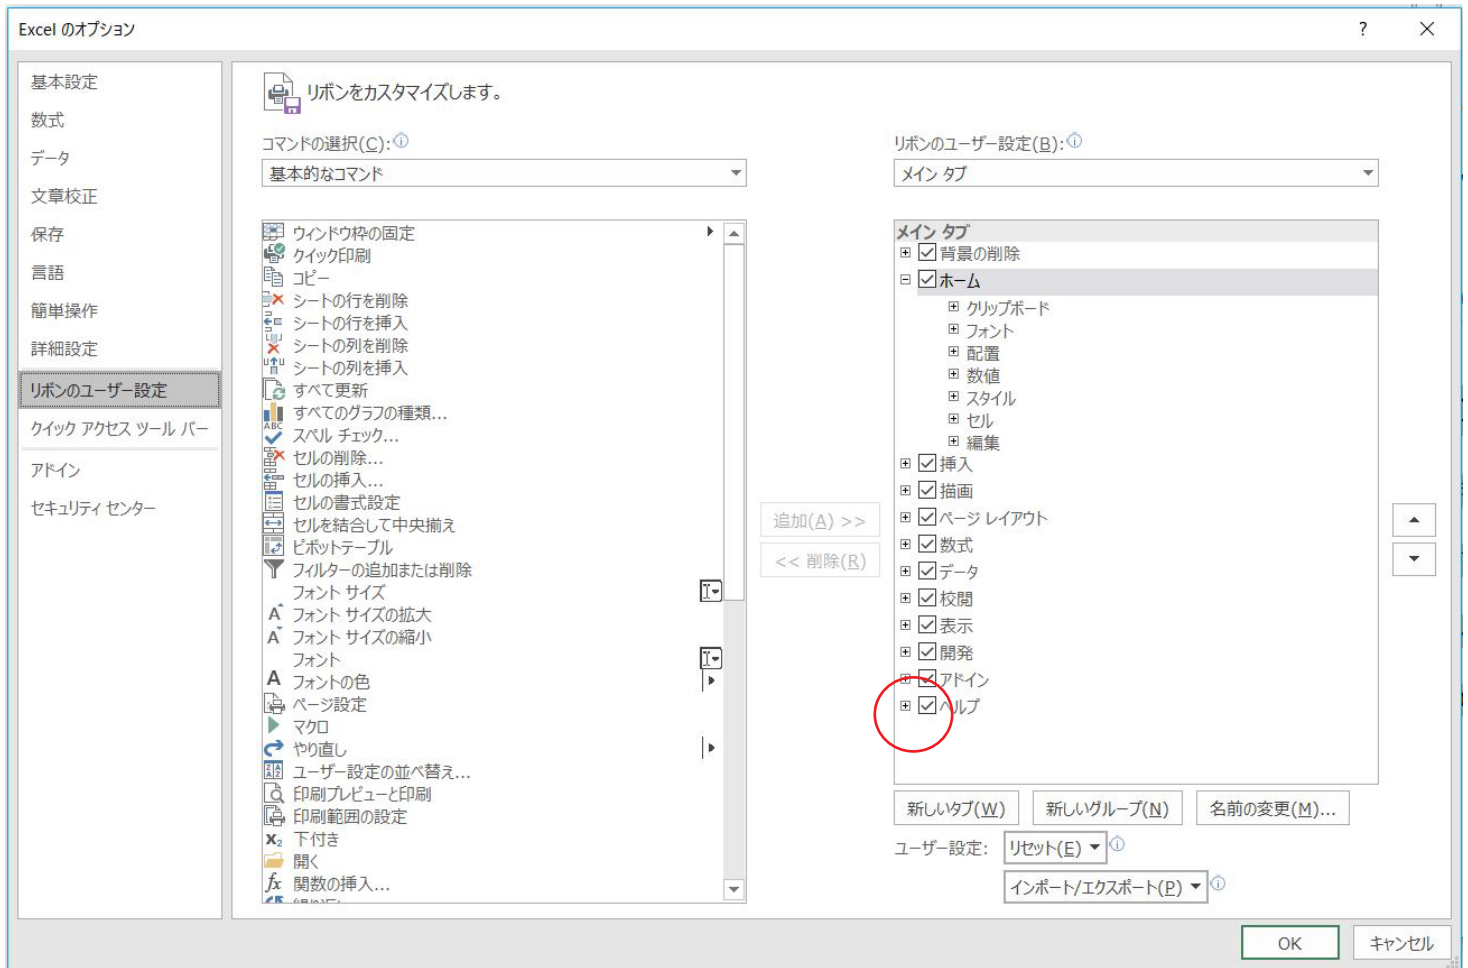 Excel のオプション
?
基本設定
数式
データ
文章校正
保存
言語
簡単操作
詳細設定
リボンのユーザー設定
クイック アクセス ツール バー
アドイン
セキュリティ センター
リボンをカスタマイズします。
コマンドの選択(C):
基本的なコマンド
ウィンドウ枠の固定
クイック印刷
コピー
シートの行を削除
シートの行を挿入
シートの列を削除
シートの列を挿入
すべて更新
すべてのグラフの種類...
ABC
スペル チェック...
セルの削除...
セルの挿入...
セルの書式設定
セルを結合して中央揃え
ピボットテーブル
フィルターの追加または削除
フォント サイズ
フォント サイズの拡大
フォント サイズの縮小
フォント
フォントの色
ページ設定
マクロ
やり直し
ユーザー設定の並べ替え...
印刷プレビューと印刷
印刷範囲の設定
下付き
開く
関数の挿入...
追加(A) >>
<< 削除(R)
リボンのユーザー設定(B):
メイン タブ
メイン タブ
背景の削除
ホーム
クリップボード
フォント
配置
数値
スタイル
セル
編集
挿入
描画
ページ レイアウト
数式
データ
校閲
表示
開発
アドイン
ヘルプ
新しいタブ(W)
新しいグループ(N)
名前の変更(M)...
ユーザー設定:
リセット(E)
インポート/エクスポート(P)
OK
キャンセル